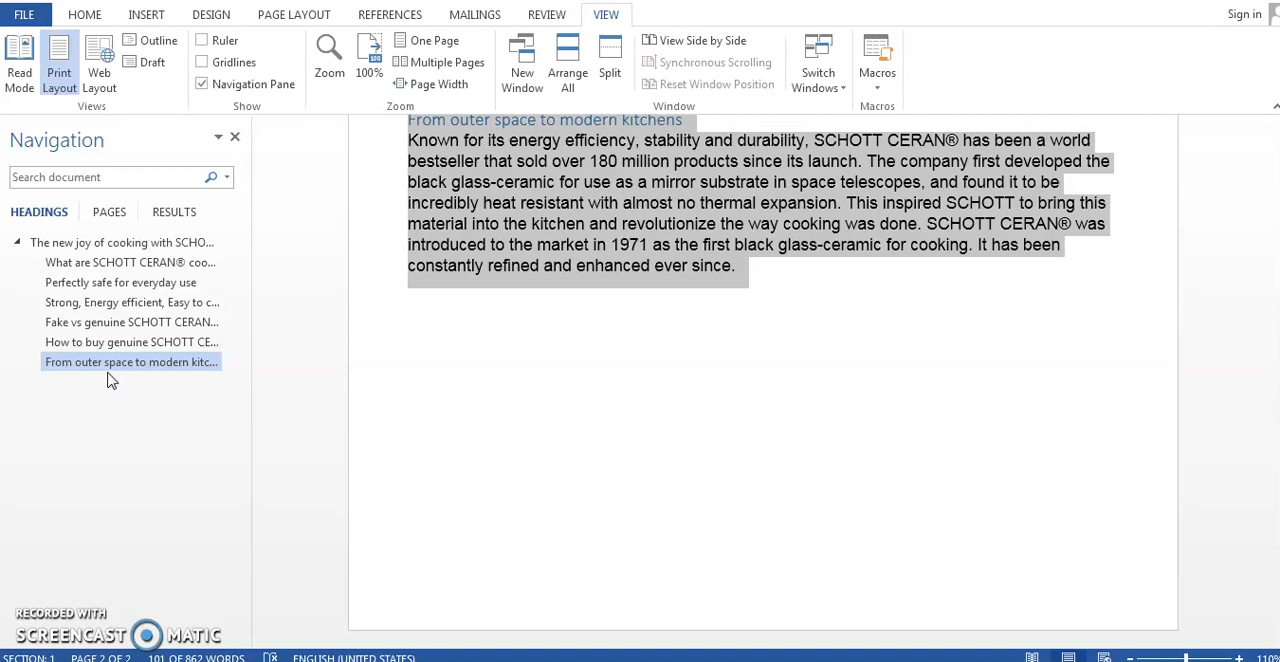 FILE HOME INSERT DESIGN PAGE LAYOUT REFERENCES MAILINGS REVIEW VIEW Sign in
Read Mode
Print Layout
Web Layout
Outline
Draft
Views
Ruler
Gridlines
Navigation Pane
Show
Zoom
100%
One Page
Multiple Pages
Page Width
Zoom
New Window
Arrange All
Split
View Side by Side
Synchronous Scrolling
Reset Window Position
Window
Switch Windows
Macros
Macros
Navigation
Search document
HEADINGS PAGES RESULTS
The new joy of cooking with SCHO...
What are SCHOTT CERAN® coo...
Perfectly safe for everyday use
Strong, Energy efficient, Easy to c...
Fake vs genuine SCHOTT CERAN...
How to buy genuine SCHOTT CE...
From outer space to modern kitc...
From outer space to modern kitchens
Known for its energy efficiency, stability and durability, SCHOTT CERAN® has been a world
bestseller that sold over 180 million products since its launch. The company first developed the
black glass-ceramic for use as a mirror substrate in space telescopes, and found it to be
incredibly heat resistant with almost no thermal expansion. This inspired SCHOTT to bring this
material into the kitchen and revolutionize the way cooking was done. SCHOTT CERAN® was
introduced to the market in 1971 as the first black glass-ceramic for cooking. It has been
constantly refined and enhanced ever since.
RECORDED WITH
SCREENCAST MATIC
SECTION: 1 PAGE 2 OF 2 101 OF 862 WORDS ENGLISH (UNITED STATES) 110%